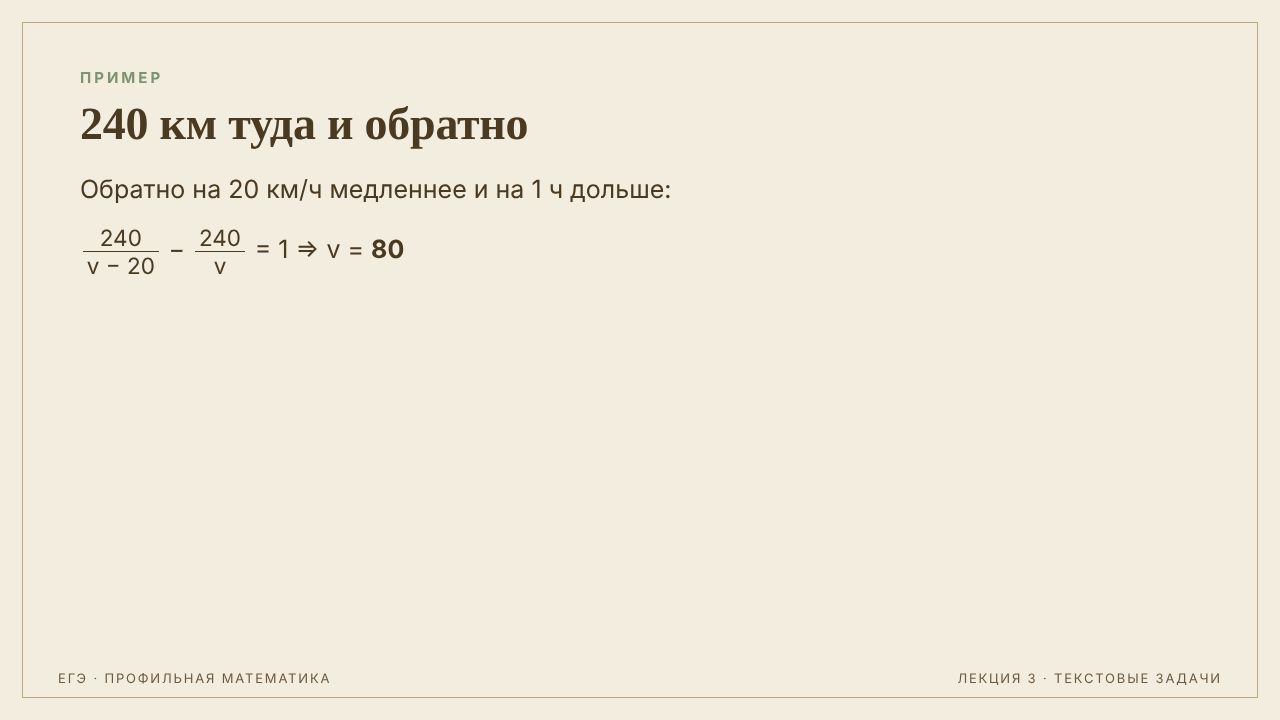 ПРИМЕР
240 км туда и обратно
Обратно на 20 км/ч медленнее и на 1 ч дольше:
240/(v − 20) − 240/v = 1 ⇒ v = 80
ЕГЭ · ПРОФИЛЬНАЯ МАТЕМАТИКА
ЛЕКЦИЯ 3 · ТЕКСТОВЫЕ ЗАДАЧИ